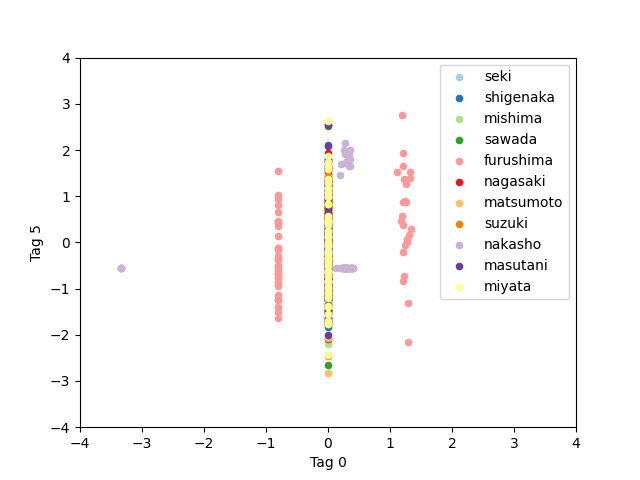 4
3
2
1
0
−1
−2
−3
−4
Tag 5
−4
−3
−2
−1
0
1
2
3
4
Tag 0
seki
shigenaka
mishima
sawada
furushima
nagasaki
matsumoto
suzuki
nakasho
masutani
miyata